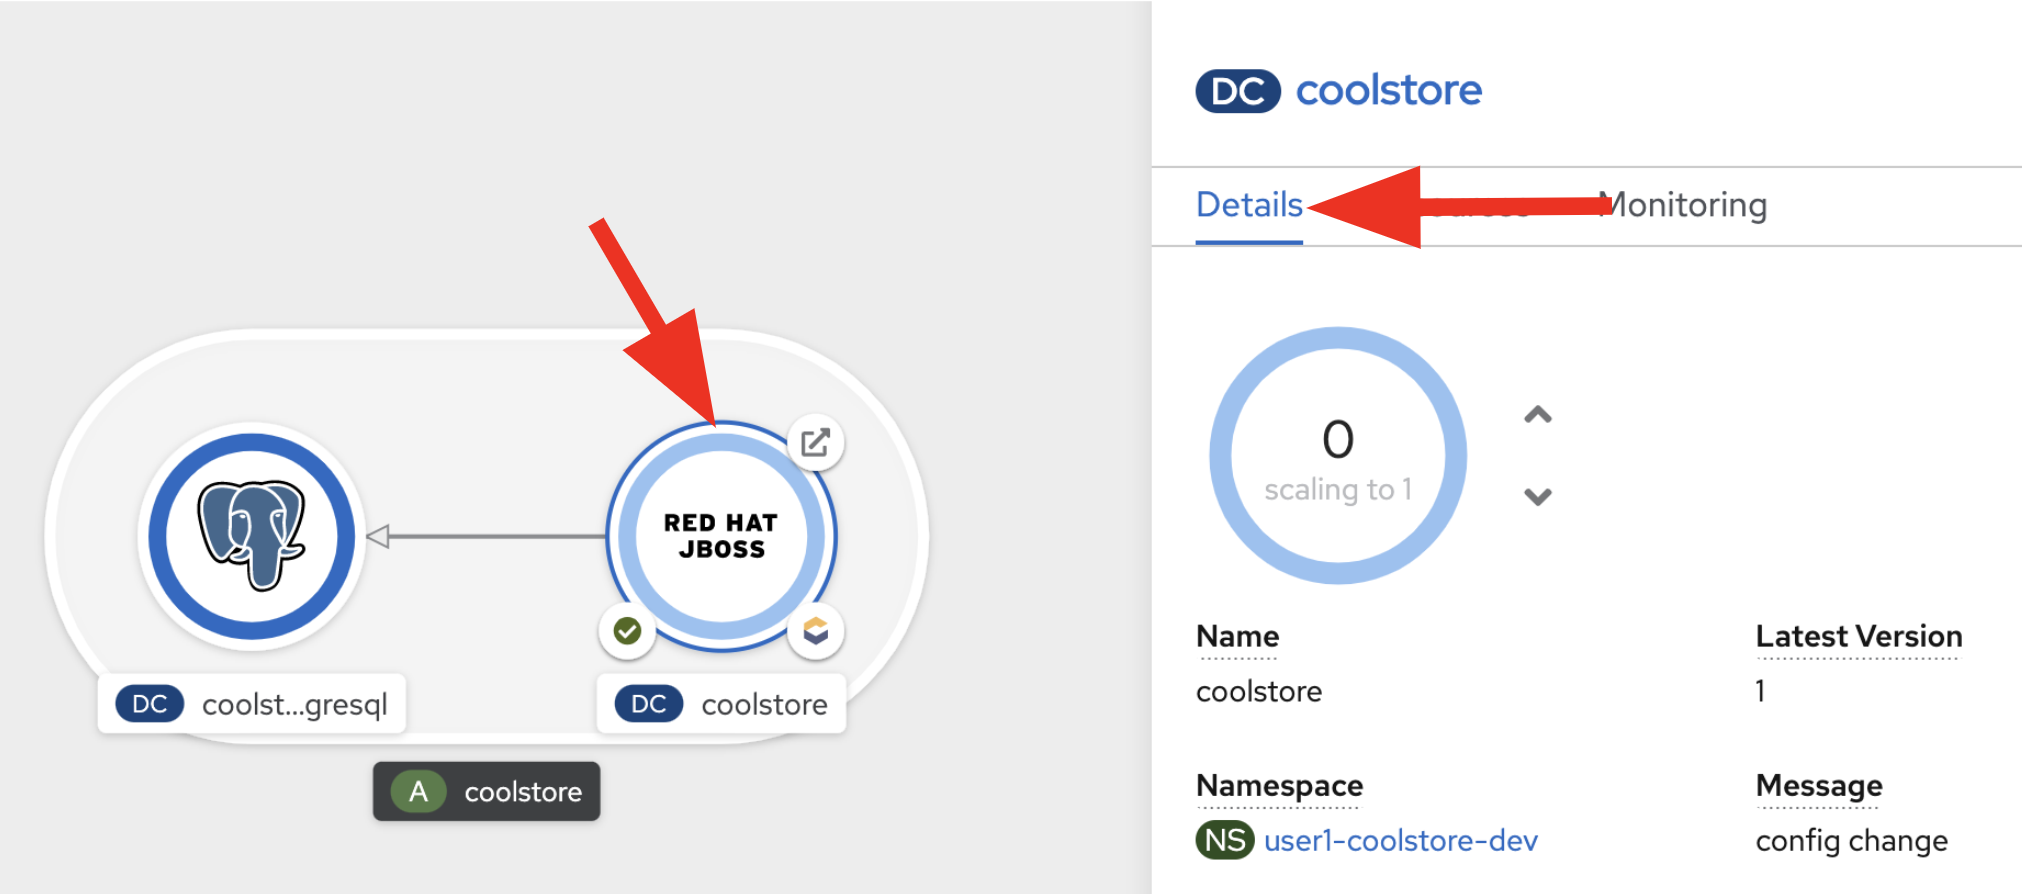 RED HAT
JBOSS
DC coolst...gresql
DC coolstore
A coolstore
DC coolstore
Details
Monitoring
0
scaling to 1
Name
coolstore
Latest Version
1
Namespace
NS user1-coolstore-dev
Message
config change